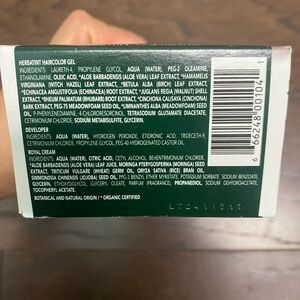 HERBATINT HAIRCOLOR GEL
INGREDIENTS: LAURETH-4, PROPYLENE GLYCOL, AQUA (WATER), PEG-2 OLEAMINE,
ETHANOLAMINE, OLEIC ACID, *ALOE BARBADENSIS (ALOE VERA) LEAF EXTRACT, *HAMAMELIS
VIRGINIANA (WITCH HAZEL) LEAF EXTRACT, *BETULA ALBA (BIRCH) LEAF EXTRACT,
*ECHINACEA ANGUSTIFOLIA (ECHINACEA) ROOT EXTRACT, *JUGLANS REGIA (WALNUT) SHELL
EXTRACT, *RHEUM PALMATUM (RHUBARB) ROOT EXTRACT, *CINCHONA CALISAYA (CINCHONA)
BARK EXTRACT, PEG-75 MEADOWFOAM SEED OIL, **LIMNANTHES ALBA (MEADOWFOAM) SEED
OIL, P-PHENYLENEDIAMINE, 4-CHLORORESORCINOL, TETRASODIUM GLUTAMATE DIACETATE,
CETRIMONIUM CHLORIDE, SODIUM METABISULFITE, GLYCERIN.
DEVELOPER
INGREDIENTS: AQUA (WATER), HYDROGEN PEROXIDE, ETIDRONIC ACID, TRIDECETH-9,
CETRIMONIUM CHLORIDE, PROPYLENE GLYCOL, PEG-40 HYDROGENATED CASTOR OIL.
ROYAL CREAM
INGREDIENTS: AQUA (WATER), CITRIC ACID, CETYL ALCOHOL, BEHENTRIMONIUM CHLORIDE,
*ALOE BARBADENSIS (ALOE VERA) LEAF JUICE, MORINGA PTERYGOSPERMA (MORINGA) SEED
EXTRACT, TRITICUM VULGARE (WHEAT) GERM OIL, ORYZA SATIVA (RICE) BRAN OIL,
SIMMONDSIA CHINENSIS (JOJOBA) SEED OIL, PPG-3 BENZYL ETHER MYRISTATE, POTASSIUM SORBATE, SODIUM BENZOATE,
GLYCERIN, ETHOXYDIGLYCOL, GLYCERYL OLEATE, PARFUM (FRAGRANCE), PROPANEDIOL, SODIUM DEHYDROACETATE,
TOCOPHERYL ACETATE.
BOTANICAL AND NATURAL ORIGIN / * ORGANIC CERTIFIED
6 66248 00104 1